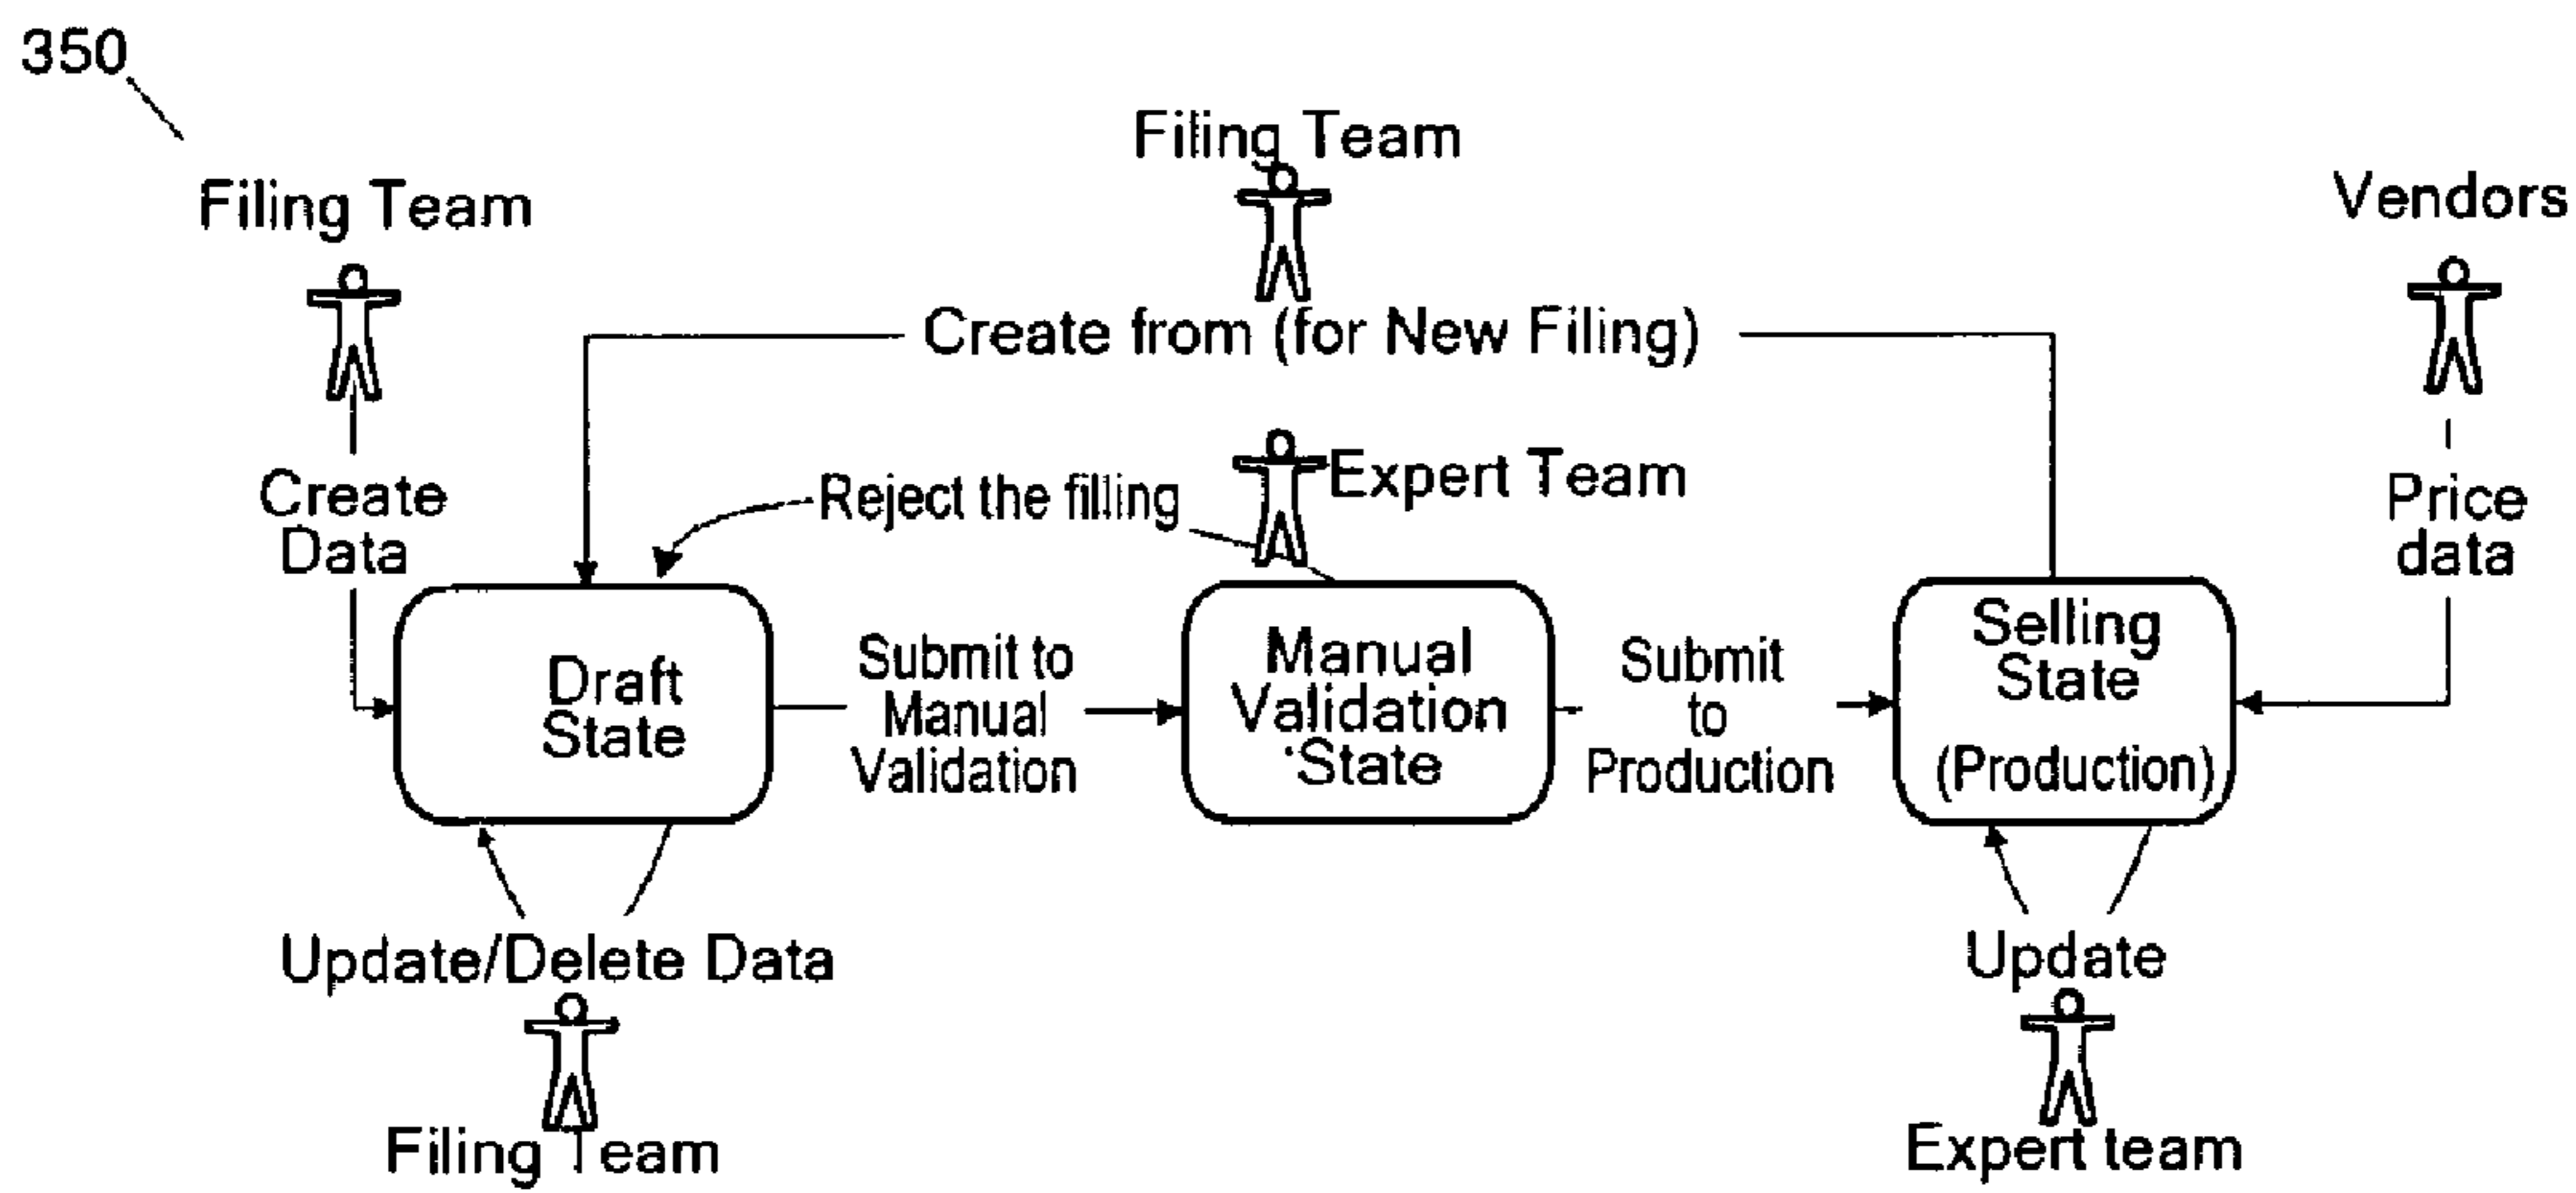 350
Filing Team
Filing Team
Vendors
Create from (for New Filing)
Expert Team
Reject the filling
Create
Data
Price
data
Draft
State
Submit to
Manual
Validation
Manual
Validation
State
Submit
to
Production
Selling
State
(Production)
Update/Delete Data
Filing Team
Update
Expert team